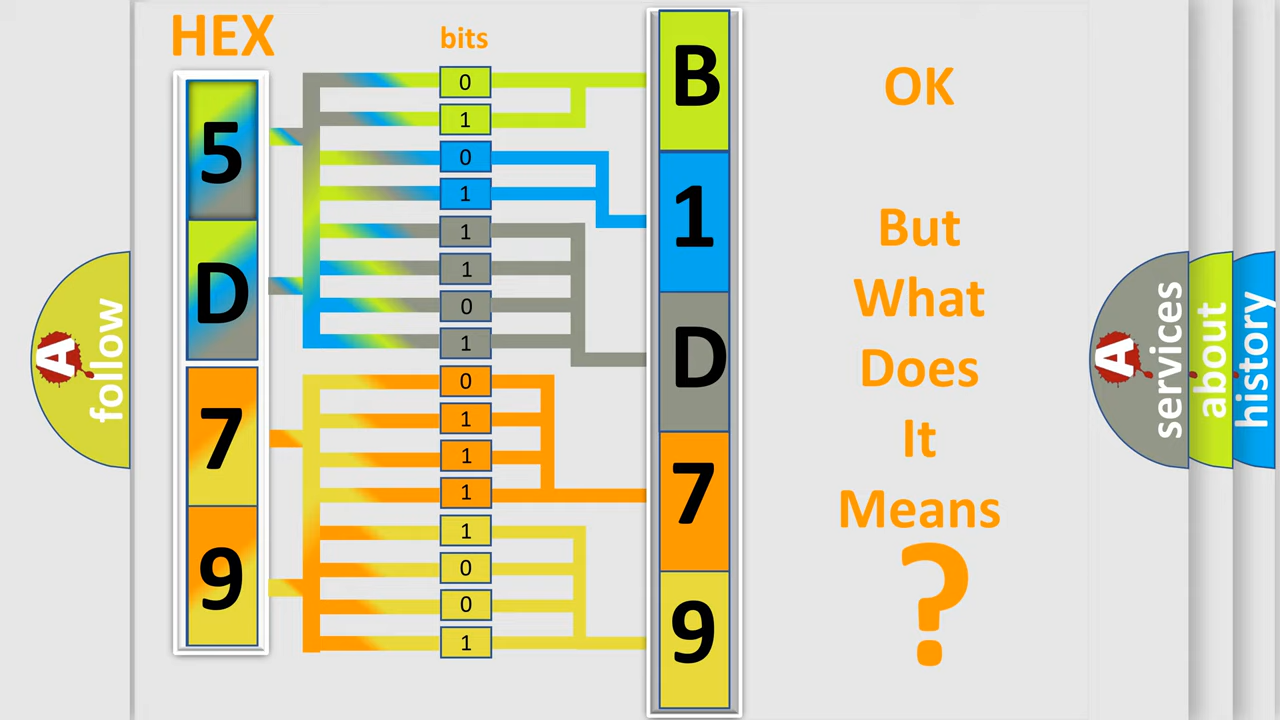 HEX
bits
5
D
7
9
0
1
0
1
1
1
0
1
0
1
1
1
1
0
0
1
B
1
D
7
9
OK
But
What
Does
It
Means
?
A
follow
A
services
about
history